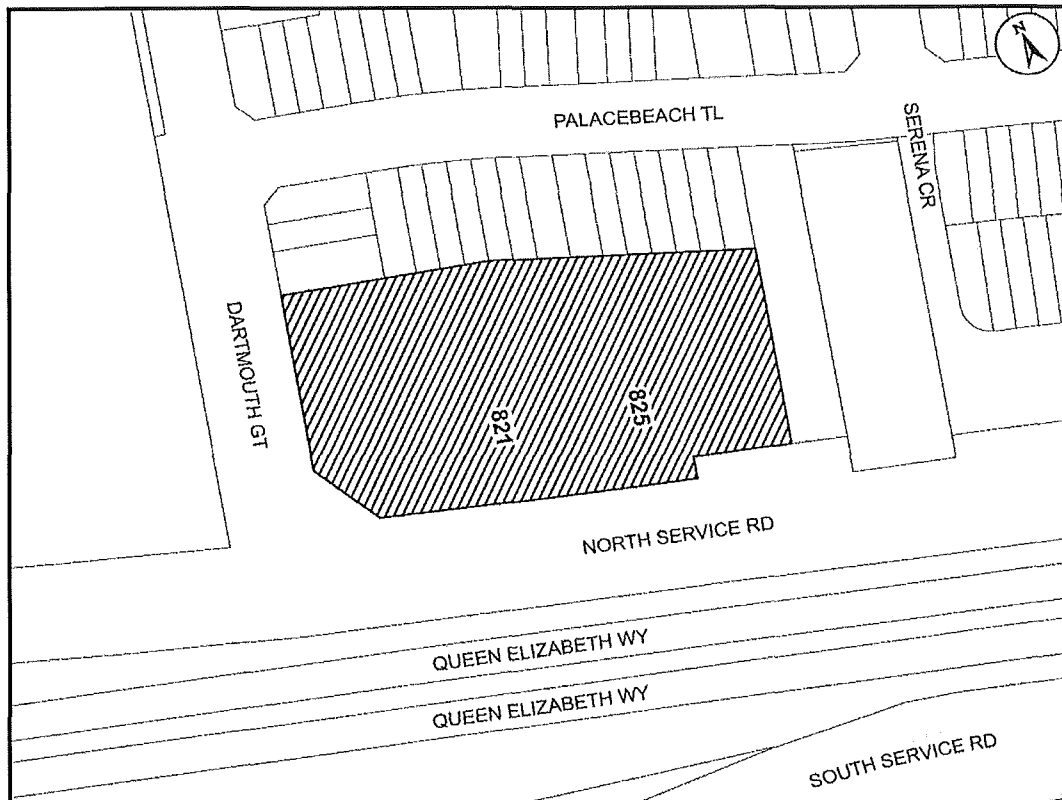 N
PALACEBEACH TL
SERENA CR
DARTMOUTH GT
821
825
NORTH SERVICE RD
QUEEN ELIZABETH WY
QUEEN ELIZABETH WY
SOUTH SERVICE RD